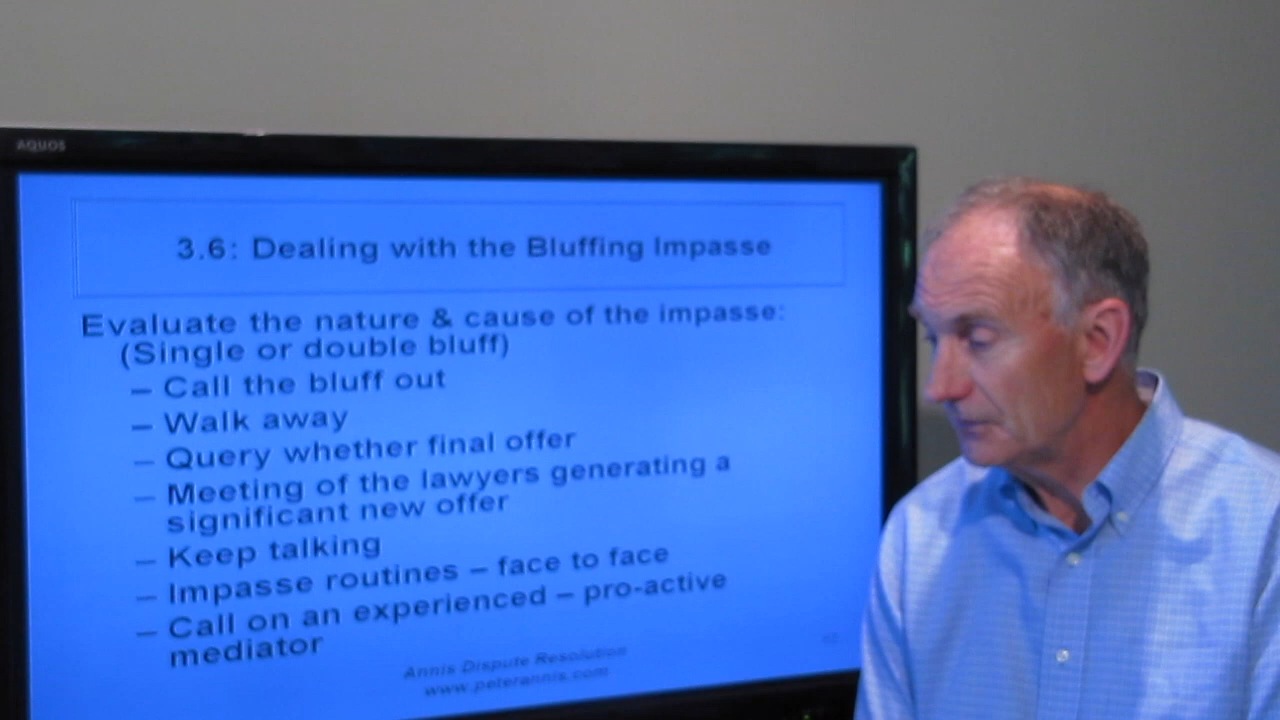 AQUOS
3.6: Dealing with the Bluffing Impasse
Evaluate the nature & cause of the impasse:
(Single or double bluff)
– Call the bluff out
– Walk away
– Query whether final offer
– Meeting of the lawyers generating a
significant new offer
– Keep talking
– Impasse routines – face to face
– Call on an experienced – pro-active
mediator
Annis Dispute Resolution
www.peterannis.com